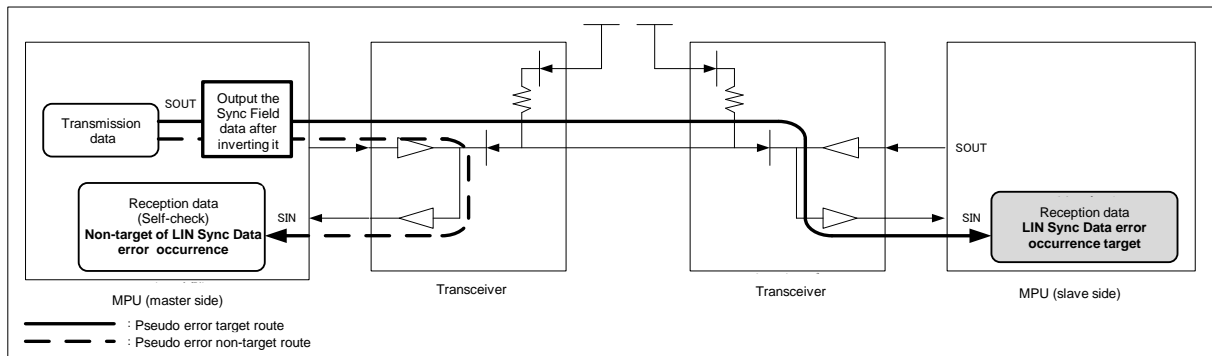 SOUT
Transmission data
Output the
Sync Field
data after
inverting it
Reception data
(Self-check)
Non-target of LIN Sync Data
error occurrence
SIN
MPU (master side)
Transceiver
Transceiver
SOUT
SIN
Reception data
LIN Sync Data error
occurrence target
MPU (slave side)
: Pseudo error target route
: Pseudo error non-target route